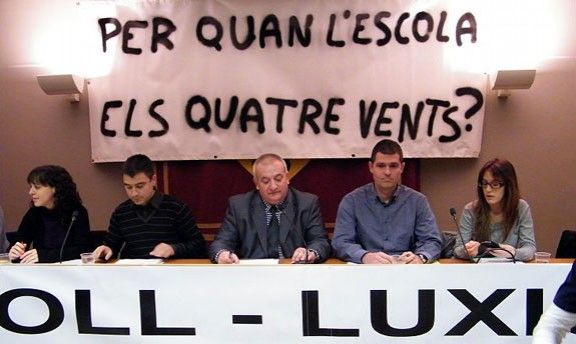 PER QUAN L'ESCOLA
ELS QUATRE VENTS?
OLL - LUXI